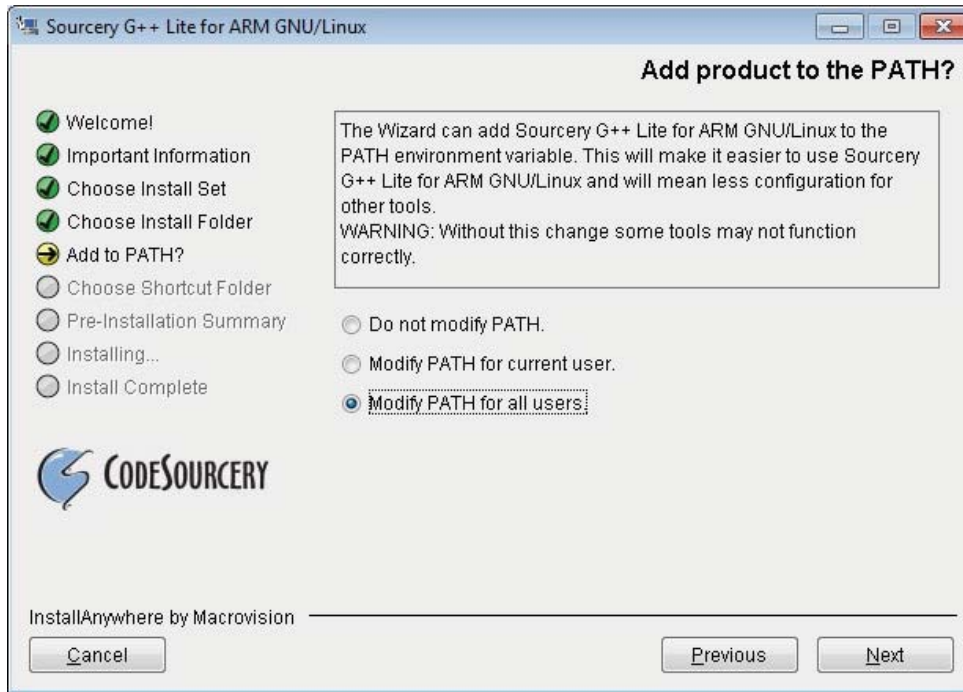 Sourcery G++ Lite for ARM GNU/Linux
Add product to the PATH?
Welcome!
Important Information
Choose Install Set
Choose Install Folder
Add to PATH?
Choose Shortcut Folder
Pre-Installation Summary
Installing...
Install Complete
The Wizard can add Sourcery G++ Lite for ARM GNU/Linux to the
PATH environment variable. This will make it easier to use Sourcery
G++ Lite for ARM GNU/Linux and will mean less configuration for
other tools.
WARNING: Without this change some tools may not function
correctly.
Do not modify PATH.
Modify PATH for current user.
Modify PATH for all users.
CODESOURCERY
InstallAnywhere by Macrovision
Cancel
Previous
Next